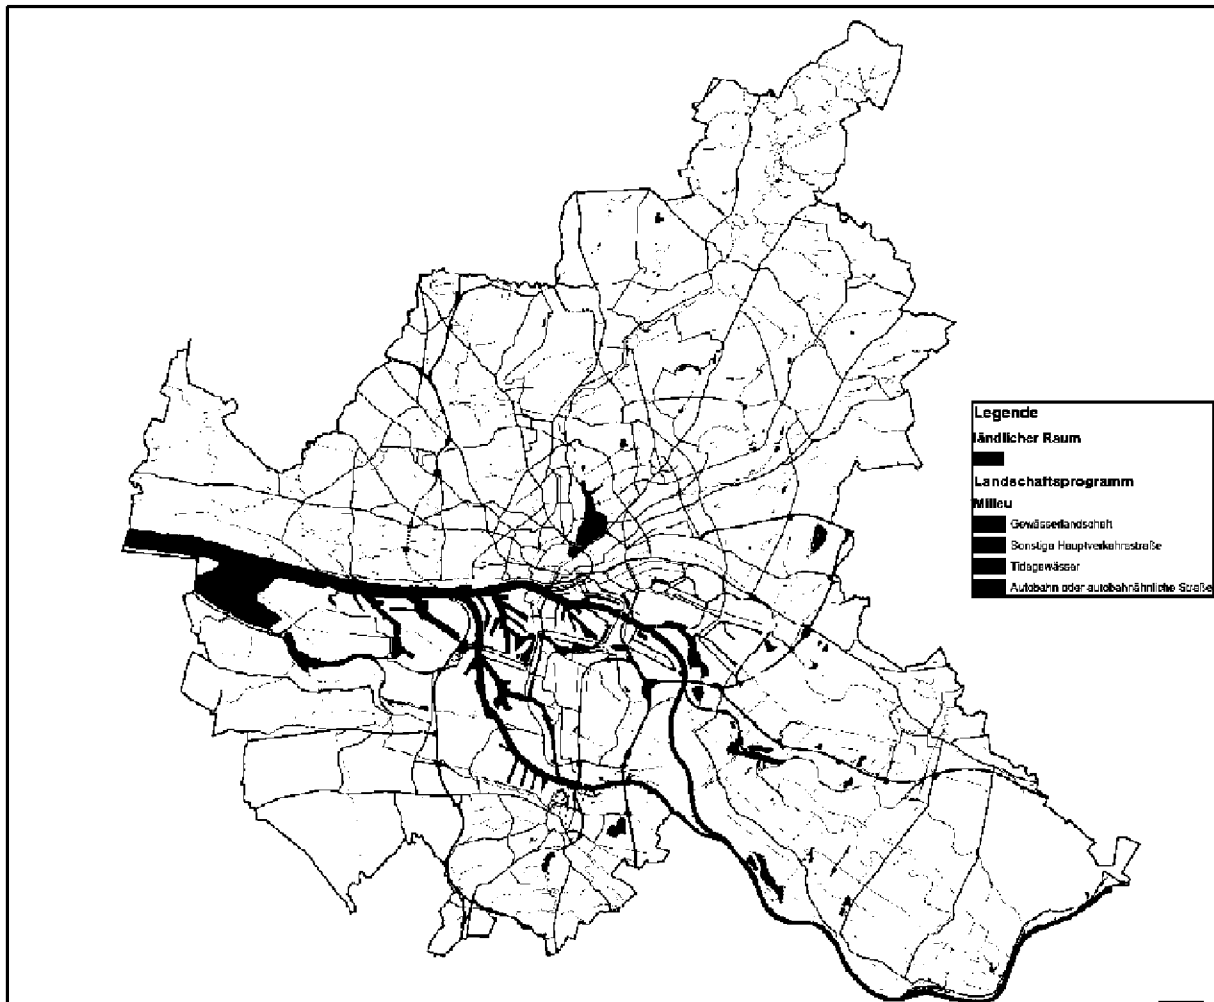 Legende
ländlicher Raum
Landschaftsprogramm
Milieu
Gewässerlandschaft
Sonstige Hauptverkehrsstraße
Tidegewässer
Autobahn oder autobahnähnliche Straße